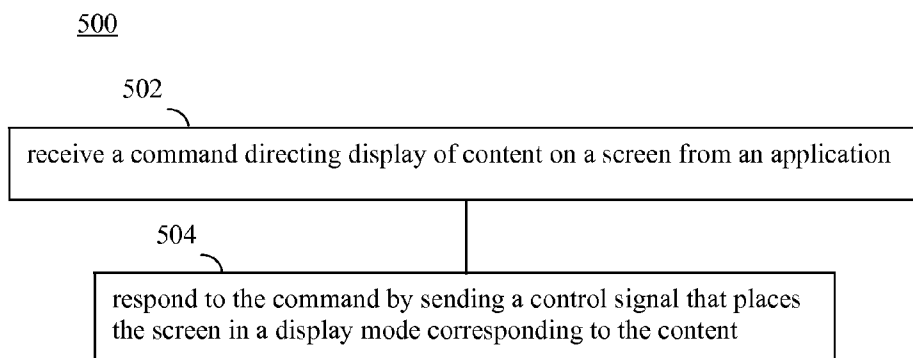 500
502
receive a command directing display of content on a screen from an application
504
respond to the command by sending a control signal that places
the screen in a display mode corresponding to the content